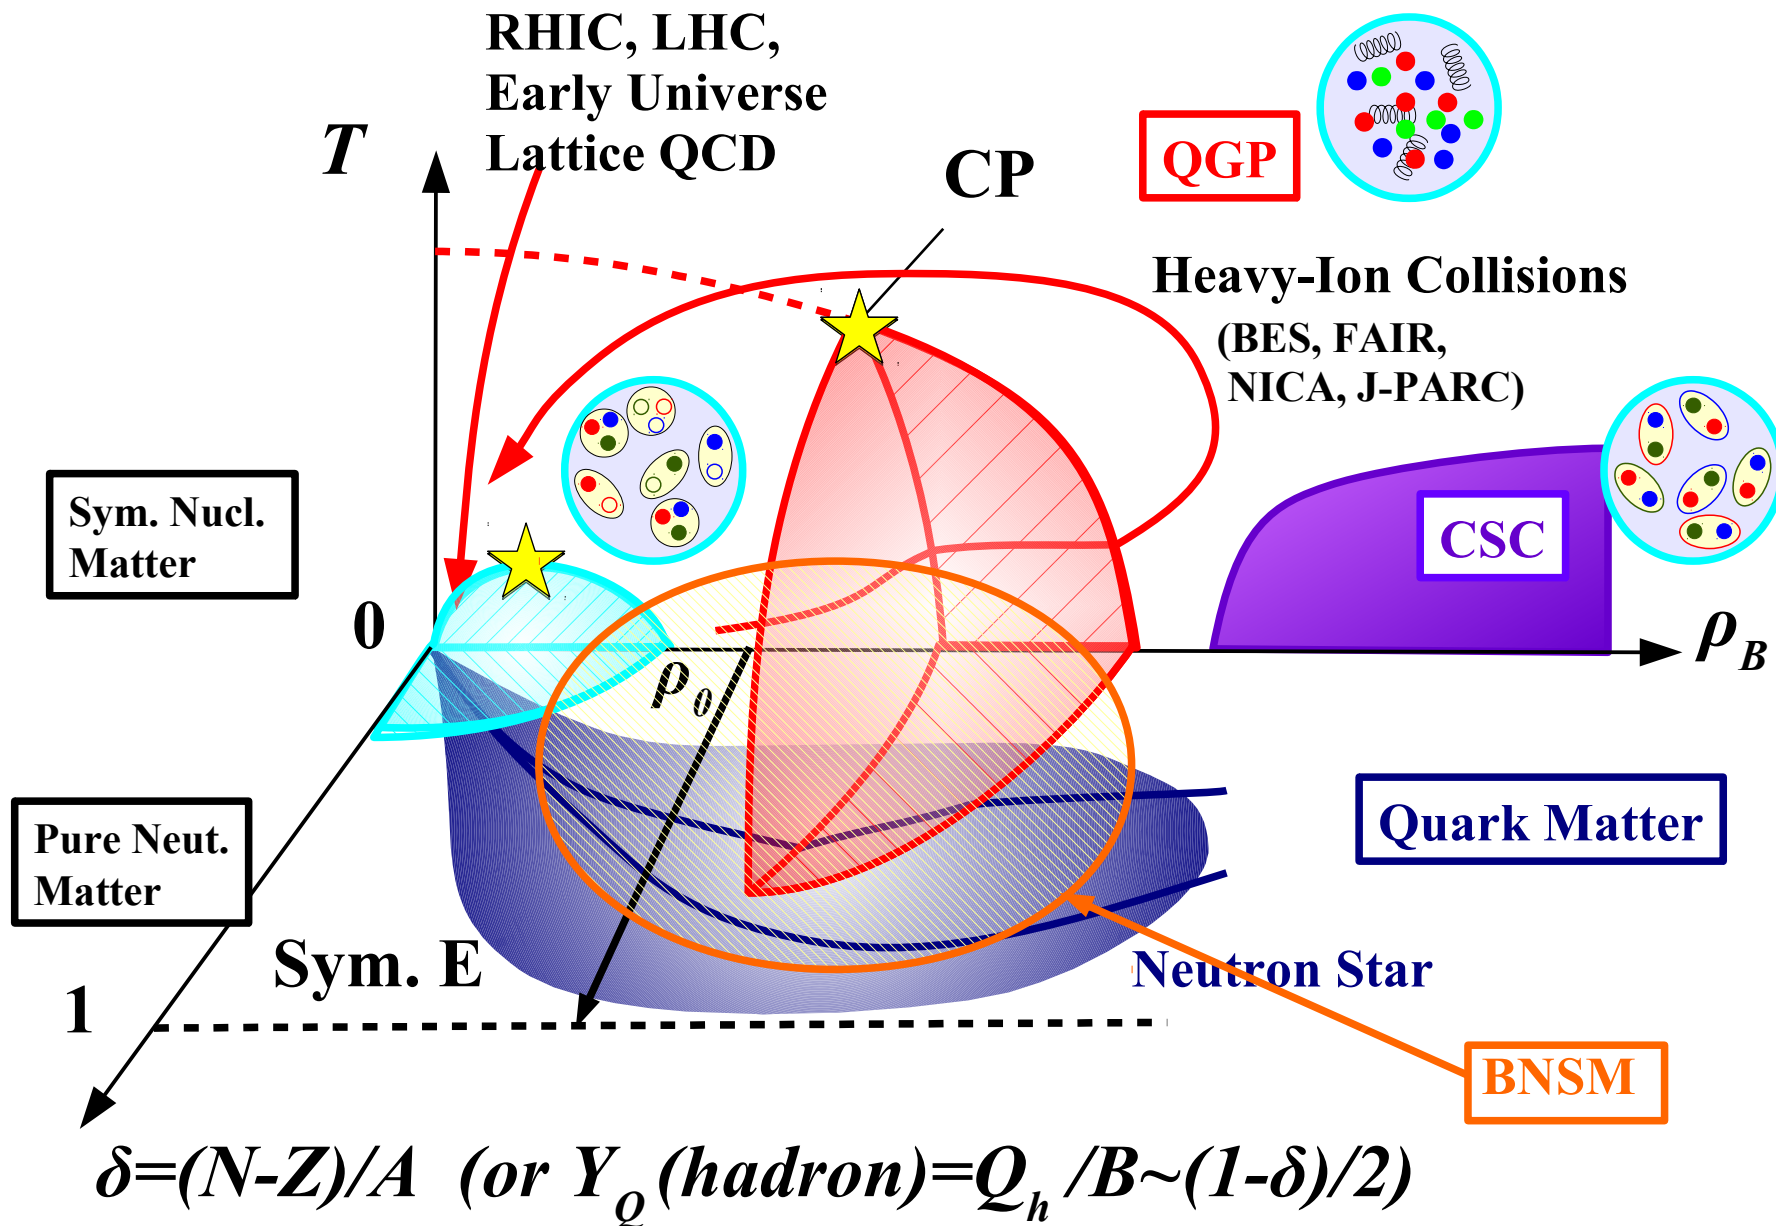 RHIC, LHC,
Early Universe
Lattice QCD
T
CP
QGP
Heavy-Ion Collisions
(BES, FAIR,
NICA, J-PARC)
Sym. Nucl.
Matter
CSC
0
ρB
ρ0
Pure Neut.
Matter
Quark Matter
Sym. E
Neutron Star
1
BNSM
δ=(N-Z)/A (or YQ (hadron)=Qh /B~(1-δ)/2)